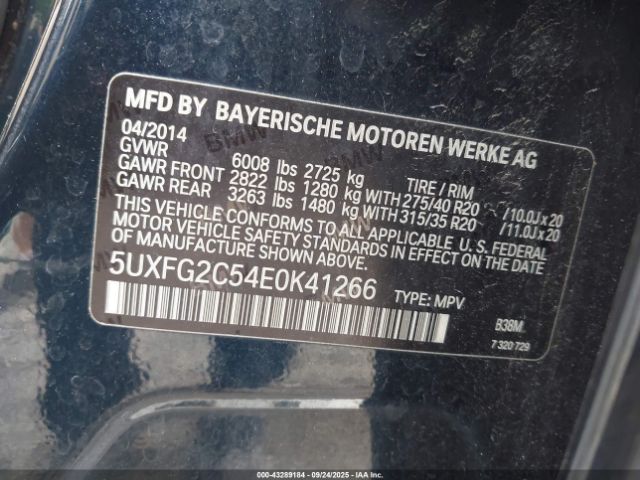 MFD BY BAYERISCHE MOTOREN WERKE AG
04/2014
GVWR 6008 lbs 2725 kg TIRE / RIM
GAWR FRONT 2822 lbs 1280 kg WITH 275/40 R20 /10.0J x 20
GAWR REAR 3263 lbs 1480 kg WITH 315/35 R20 /11.0J x 20
THIS VEHICLE CONFORMS TO ALL APPLICABLE U.S. FEDERAL
MOTOR VEHICLE SAFETY STANDARDS IN EFFECT ON THE DATE
OF MANUFACTURE SHOWN ABOVE.
5UXFG2C54E0K41266 TYPE: MPV
B38M
7 320 729
000-43289184 - 09/24/2025 - IAAI.com